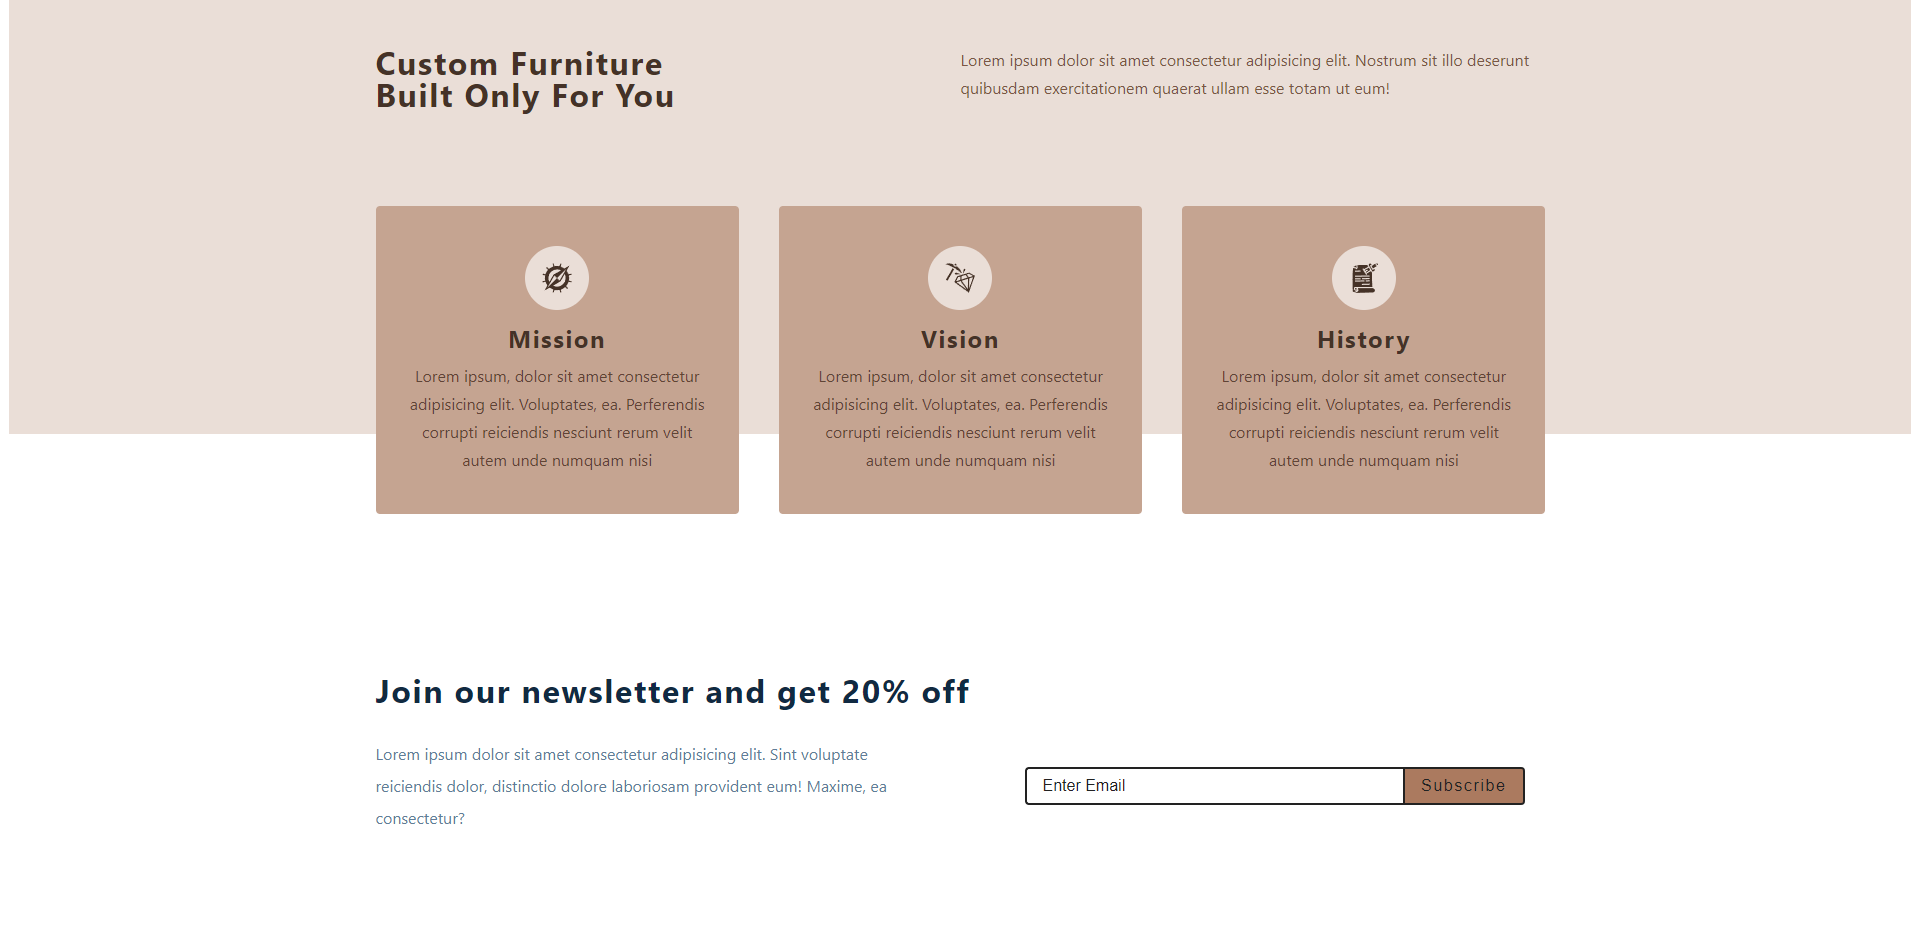 Custom Furniture
Built Only For You
Lorem ipsum dolor sit amet consectetur adipisicing elit. Nostrum sit illo deserunt
quibusdam exercitationem quaerat ullam esse totam ut eum!
Mission
Lorem ipsum, dolor sit amet consectetur
adipisicing elit. Voluptates, ea. Perferendis
corrupti reiciendis nesciunt rerum velit
autem unde numquam nisi
Vision
Lorem ipsum, dolor sit amet consectetur
adipisicing elit. Voluptates, ea. Perferendis
corrupti reiciendis nesciunt rerum velit
autem unde numquam nisi
History
Lorem ipsum, dolor sit amet consectetur
adipisicing elit. Voluptates, ea. Perferendis
corrupti reiciendis nesciunt rerum velit
autem unde numquam nisi
Join our newsletter and get 20% off
Lorem ipsum dolor sit amet consectetur adipisicing elit. Sint voluptate
reiciendis dolor, distinctio dolore laboriosam provident eum! Maxime, ea
consectetur?
Enter Email
Subscribe